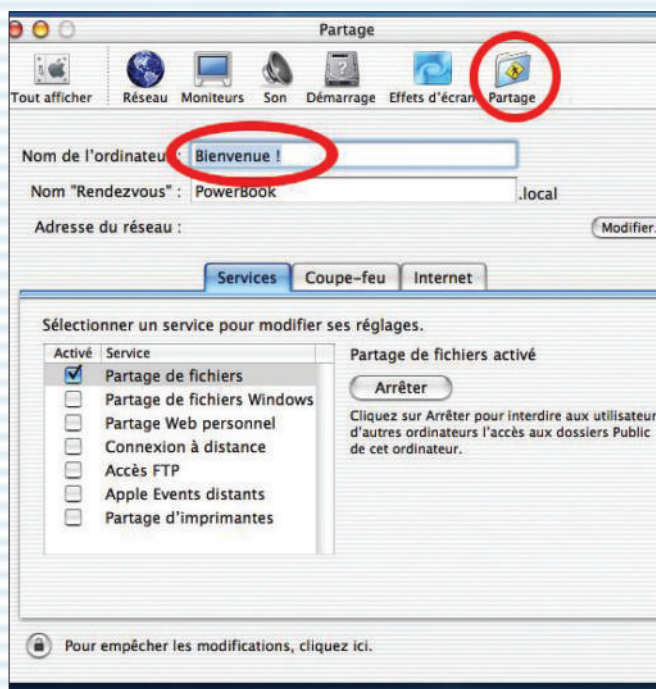 Partage
Tout afficher Réseau Moniteurs Son Démarrage Effets d'écran Partage
Nom de l'ordinateur : Bienvenue !
Nom "Rendezvous" : PowerBook .local
Adresse du réseau : Modifier.
Services Coupe-feu Internet
Sélectionner un service pour modifier ses réglages.
Activé Service
Partage de fichiers
Partage de fichiers Windows
Partage Web personnel
Connexion à distance
Accès FTP
Apple Events distants
Partage d'imprimantes
Partage de fichiers activé
Arrêter
Cliquez sur Arrêter pour interdire aux utilisateur
d'autres ordinateurs l'accès aux dossiers Public
de cet ordinateur.
Pour empêcher les modifications, cliquez ici.